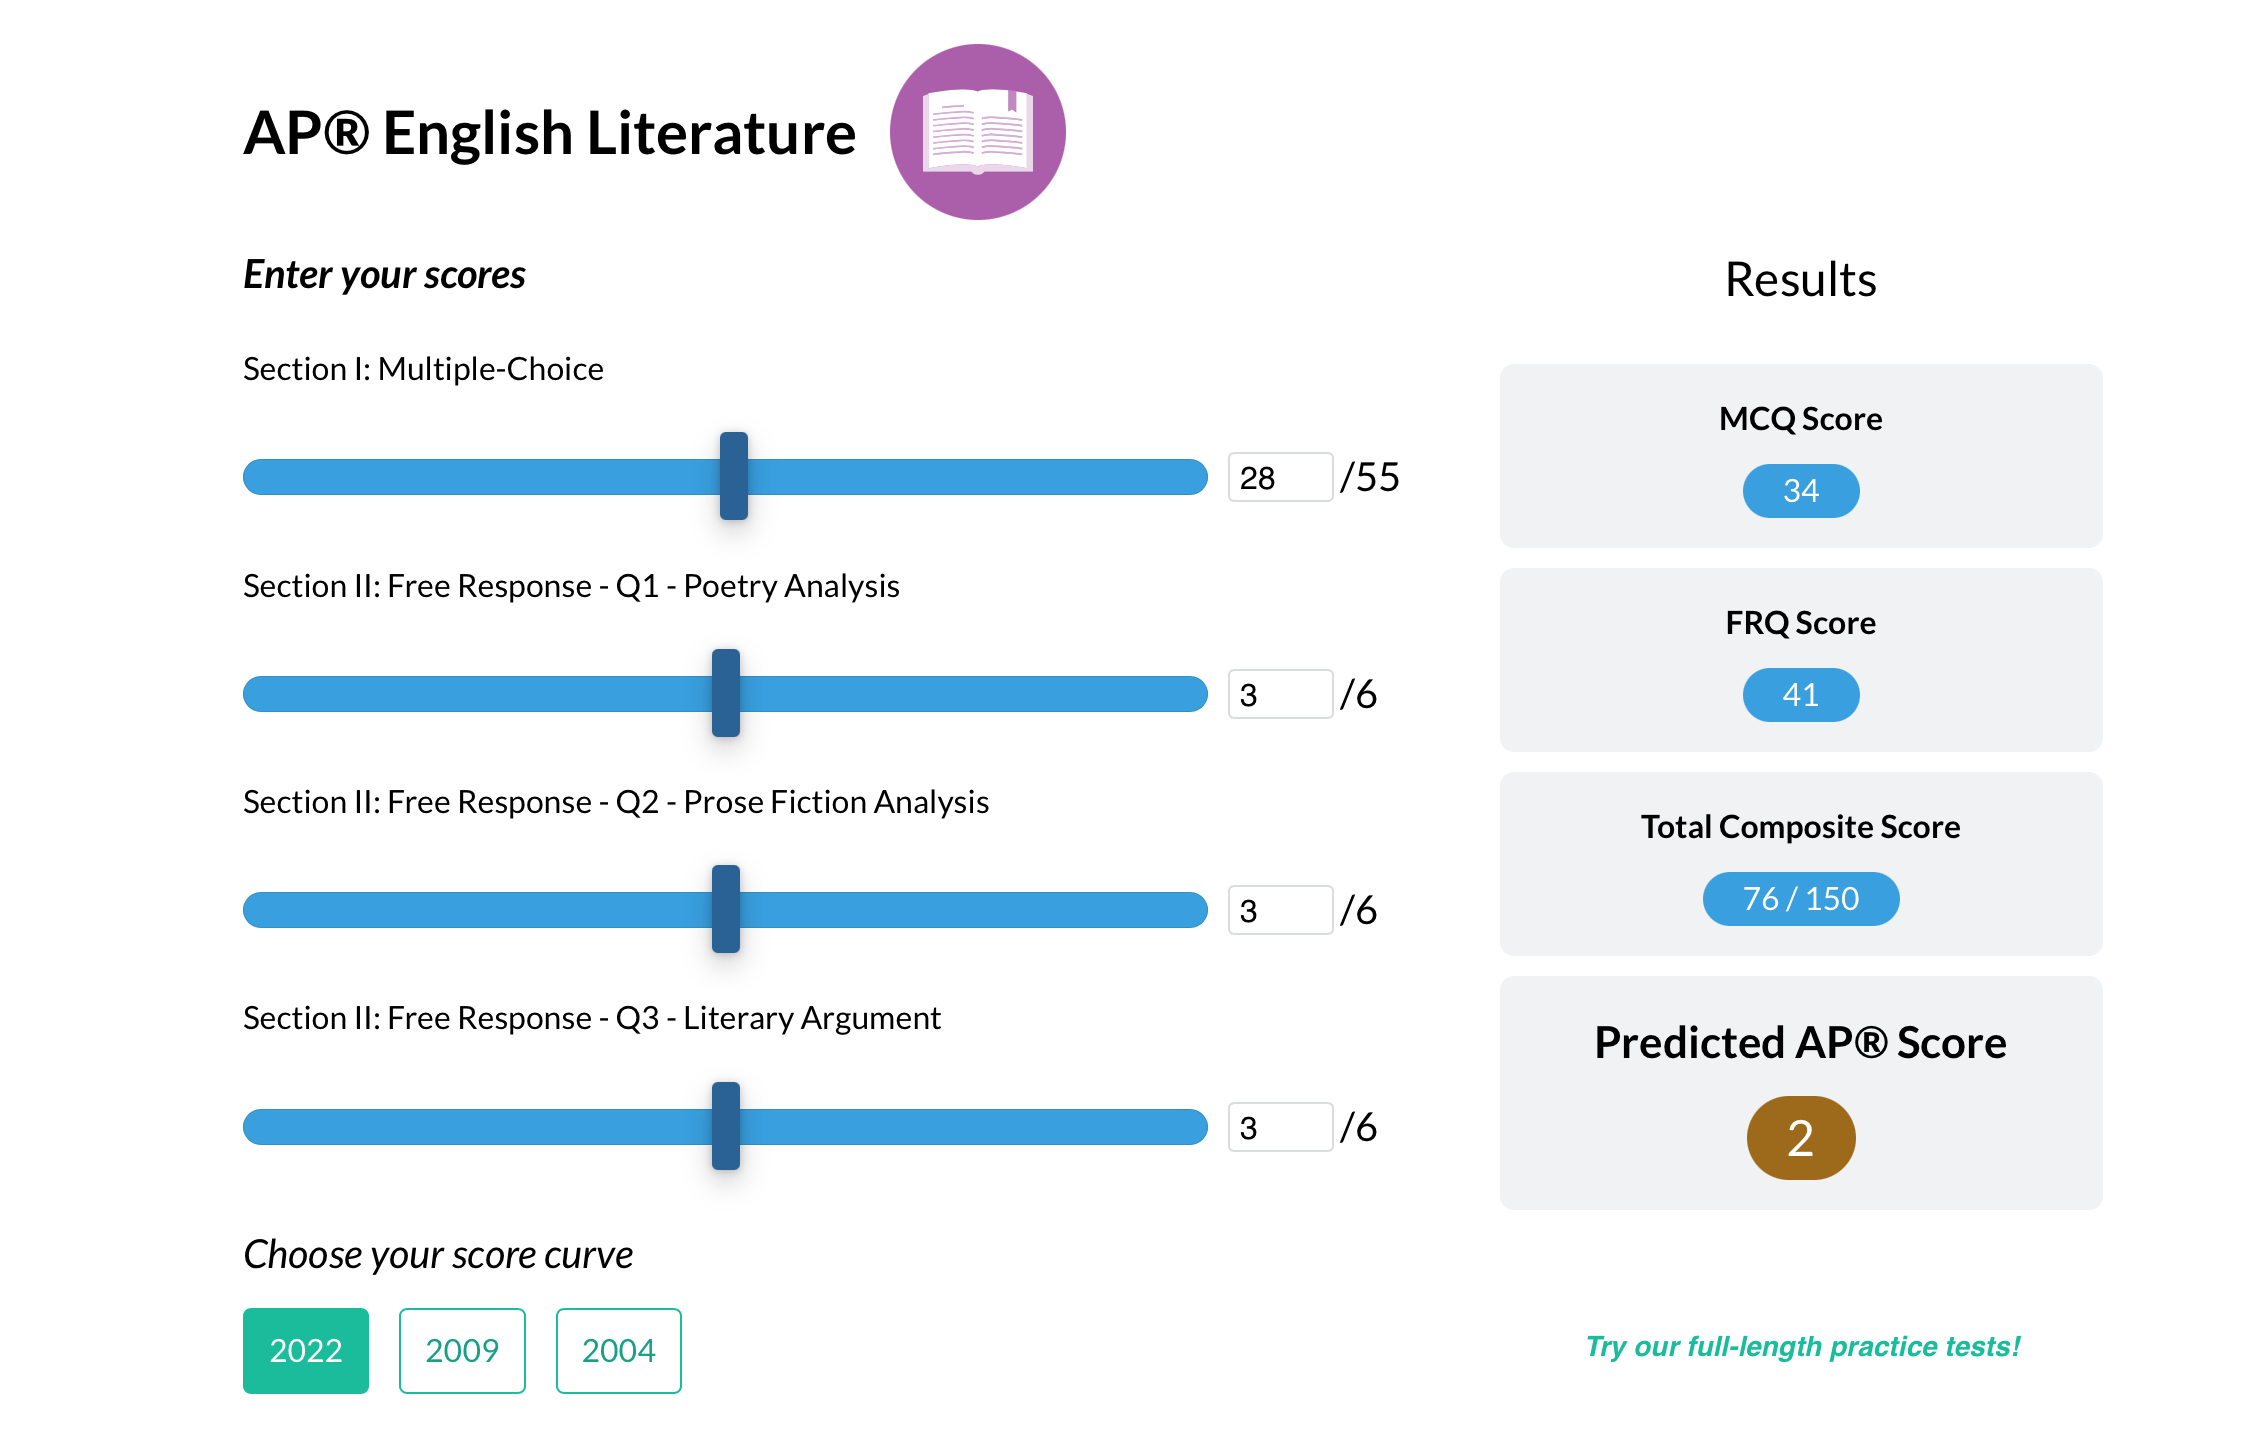 AP® English Literature
Enter your scores
Section I: Multiple-Choice
28 /55
Section II: Free Response - Q1 - Poetry Analysis
3 /6
Section II: Free Response - Q2 - Prose Fiction Analysis
3 /6
Section II: Free Response - Q3 - Literary Argument
3 /6
Choose your score curve
2022 2009 2004
Results
MCQ Score
34
FRQ Score
41
Total Composite Score
76 / 150
Predicted AP® Score
2
Try our full-length practice tests!